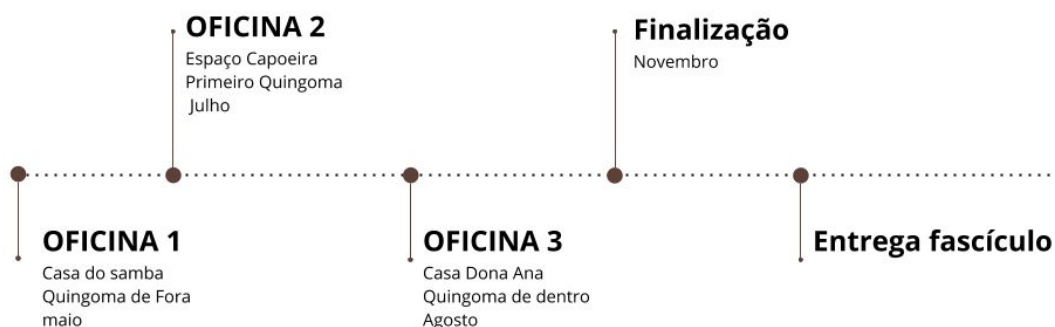 OFICINA 2
Espaço Capoeira
Primeiro Quingoma
Julho
Finalização
Novembro
OFICINA 1
Casa do samba
Quingoma de Fora
maio
OFICINA 3
Casa Dona Ana
Quingoma de dentro
Agosto
Entrega fascículo